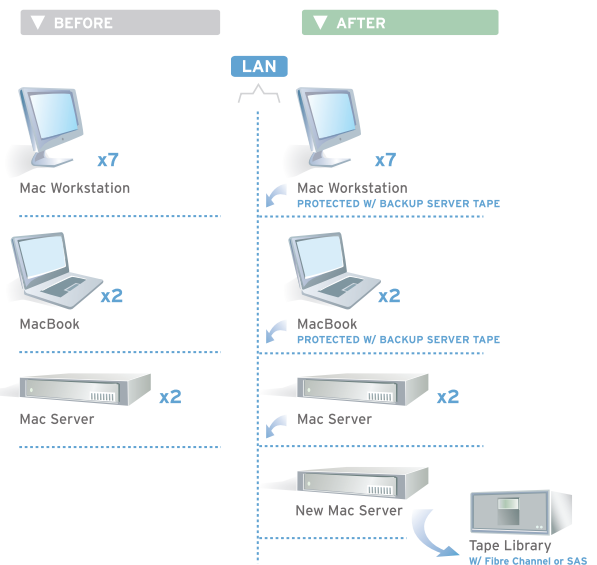 BEFORE
AFTER
LAN
x7
Mac Workstation
x7
Mac Workstation
PROTECTED W/ BACKUP SERVER TAPE
x2
MacBook
x2
MacBook
PROTECTED W/ BACKUP SERVER TAPE
x2
Mac Server
x2
Mac Server
New Mac Server
Tape Library
W/ Fibre Channel or SAS